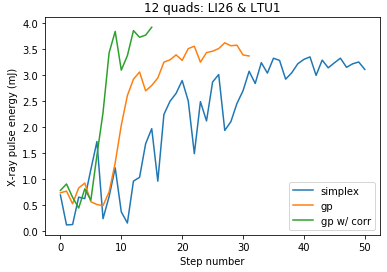 12 quads: LI26 & LTU1
X-ray pulse energy (mJ)
4.0
3.5
3.0
2.5
2.0
1.5
1.0
0.5
0.0
simplex
gp
gp w/ corr
0 10 20 30 40 50
Step number